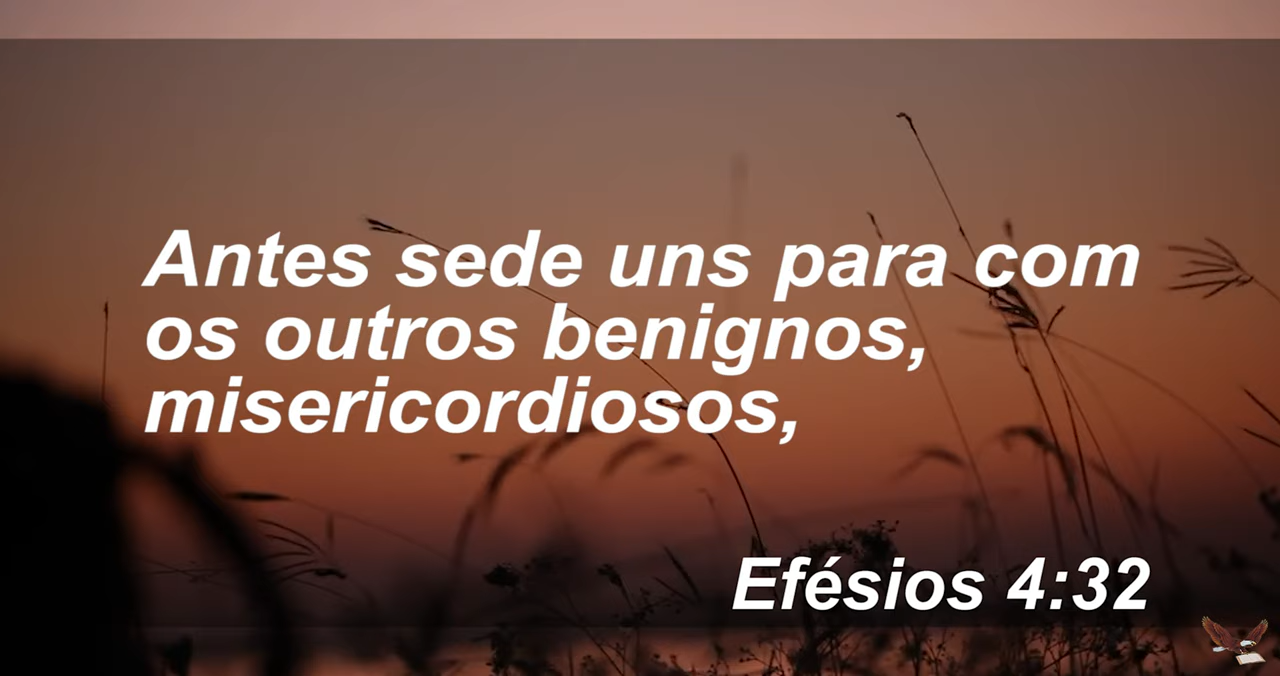 Antes sede uns para com
os outros benignos,
misericordiosos,
Efésios 4:32